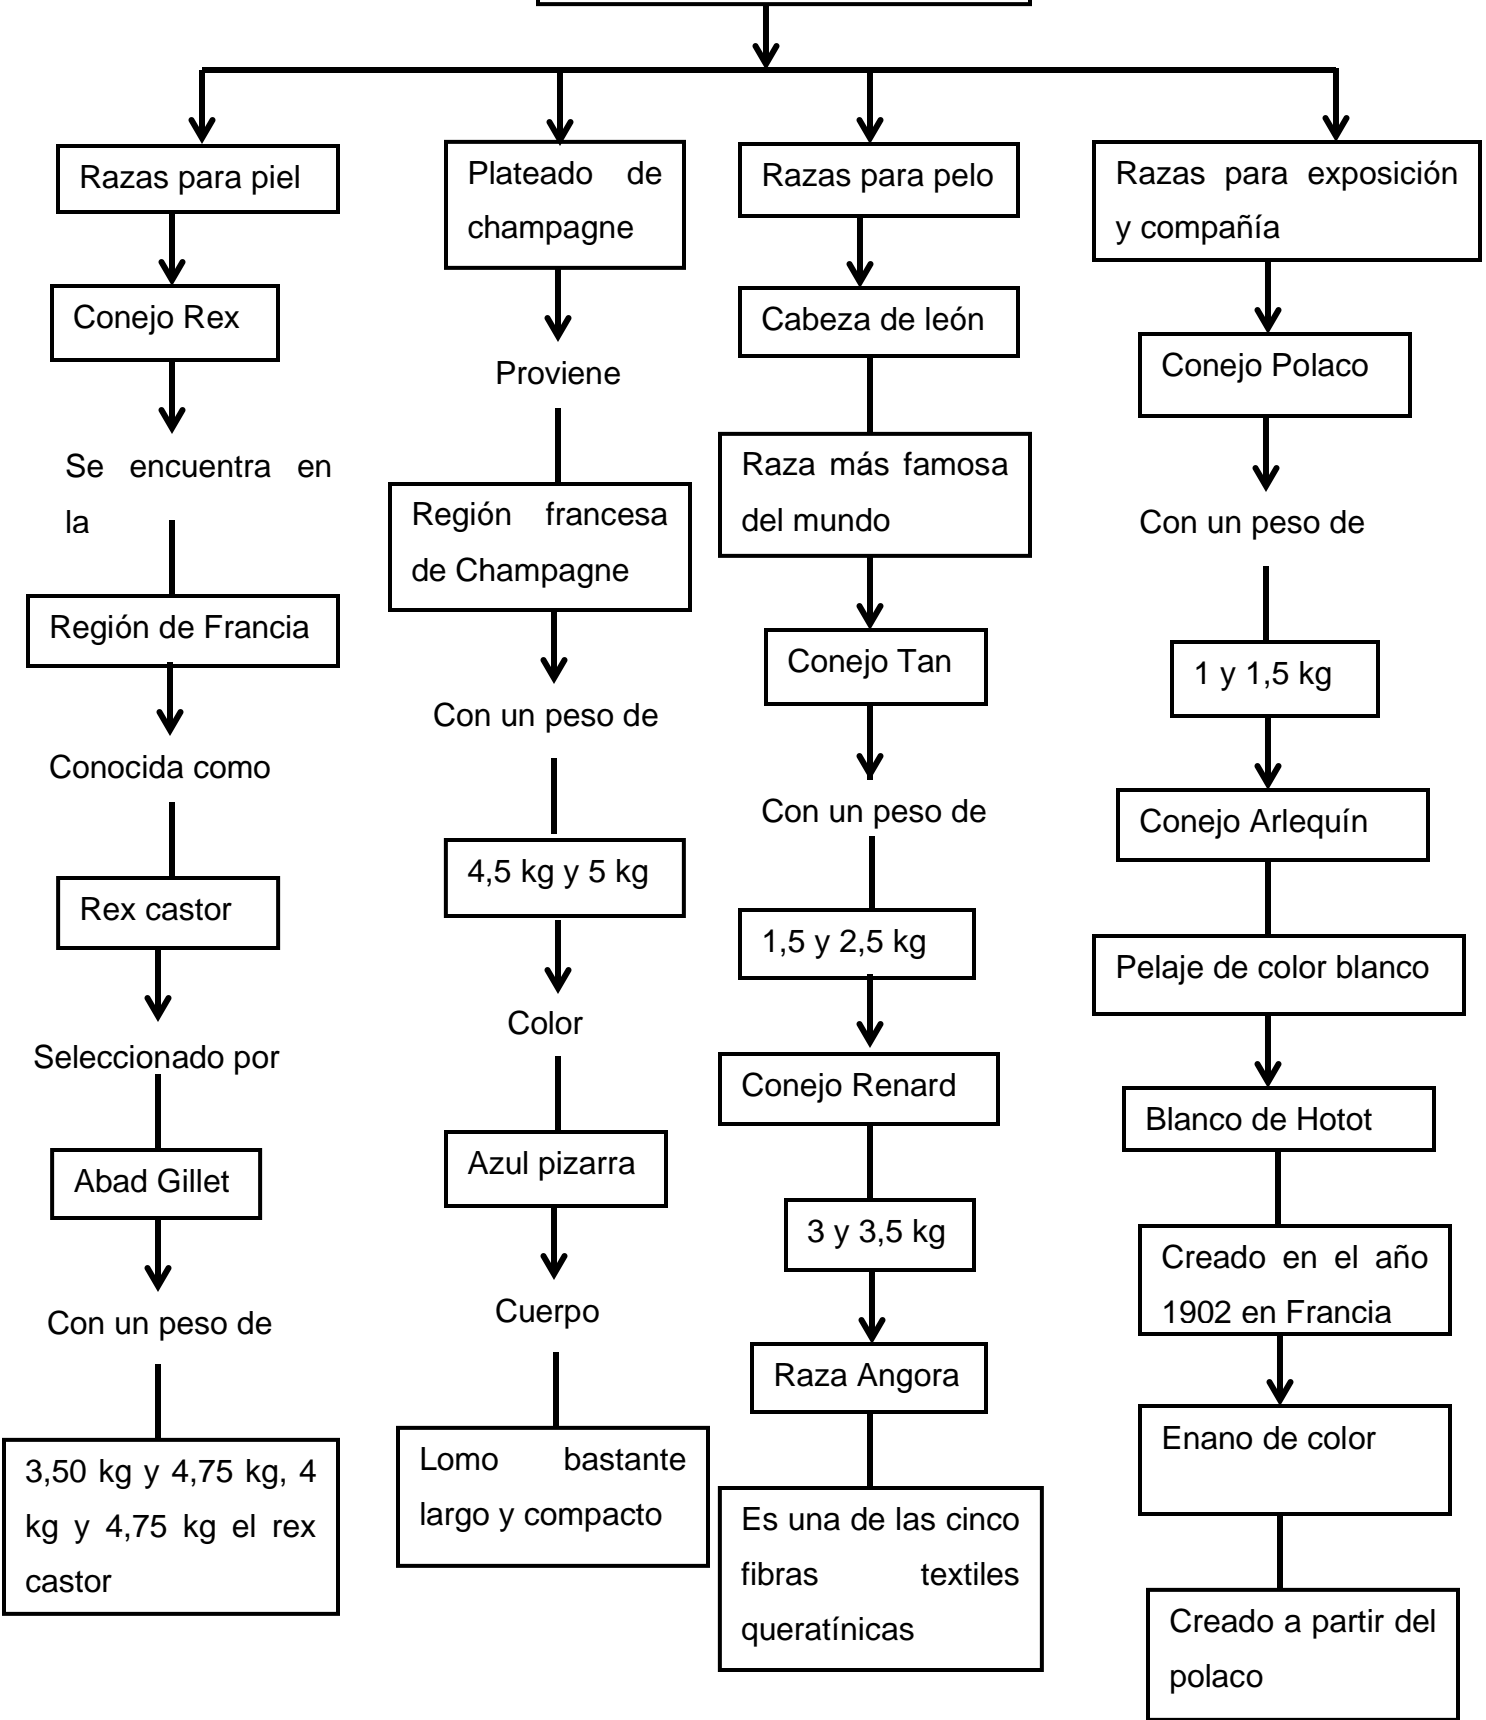 Razas para piel
Conejo Rex
Se encuentra en
la
Región de Francia
Conocida como
Rex castor
Seleccionado por
Abad Gillet
Con un peso de
3,50 kg y 4,75 kg, 4
kg y 4,75 kg el rex
castor
Plateado de
champagne
Proviene
Región francesa
de Champagne
Con un peso de
4,5 kg y 5 kg
Color
Azul pizarra
Cuerpo
Lomo bastante
largo y compacto
Razas para pelo
Cabeza de león
Raza más famosa
del mundo
Conejo Tan
Con un peso de
1,5 y 2,5 kg
Conejo Renard
3 y 3,5 kg
Raza Angora
Es una de las cinco
fibras textiles
queratínicas
Razas para exposición
y compañía
Conejo Polaco
Con un peso de
1 y 1,5 kg
Conejo Arlequín
Pelaje de color blanco
Blanco de Hotot
Creado en el año
1902 en Francia
Enano de color
Creado a partir del
polaco